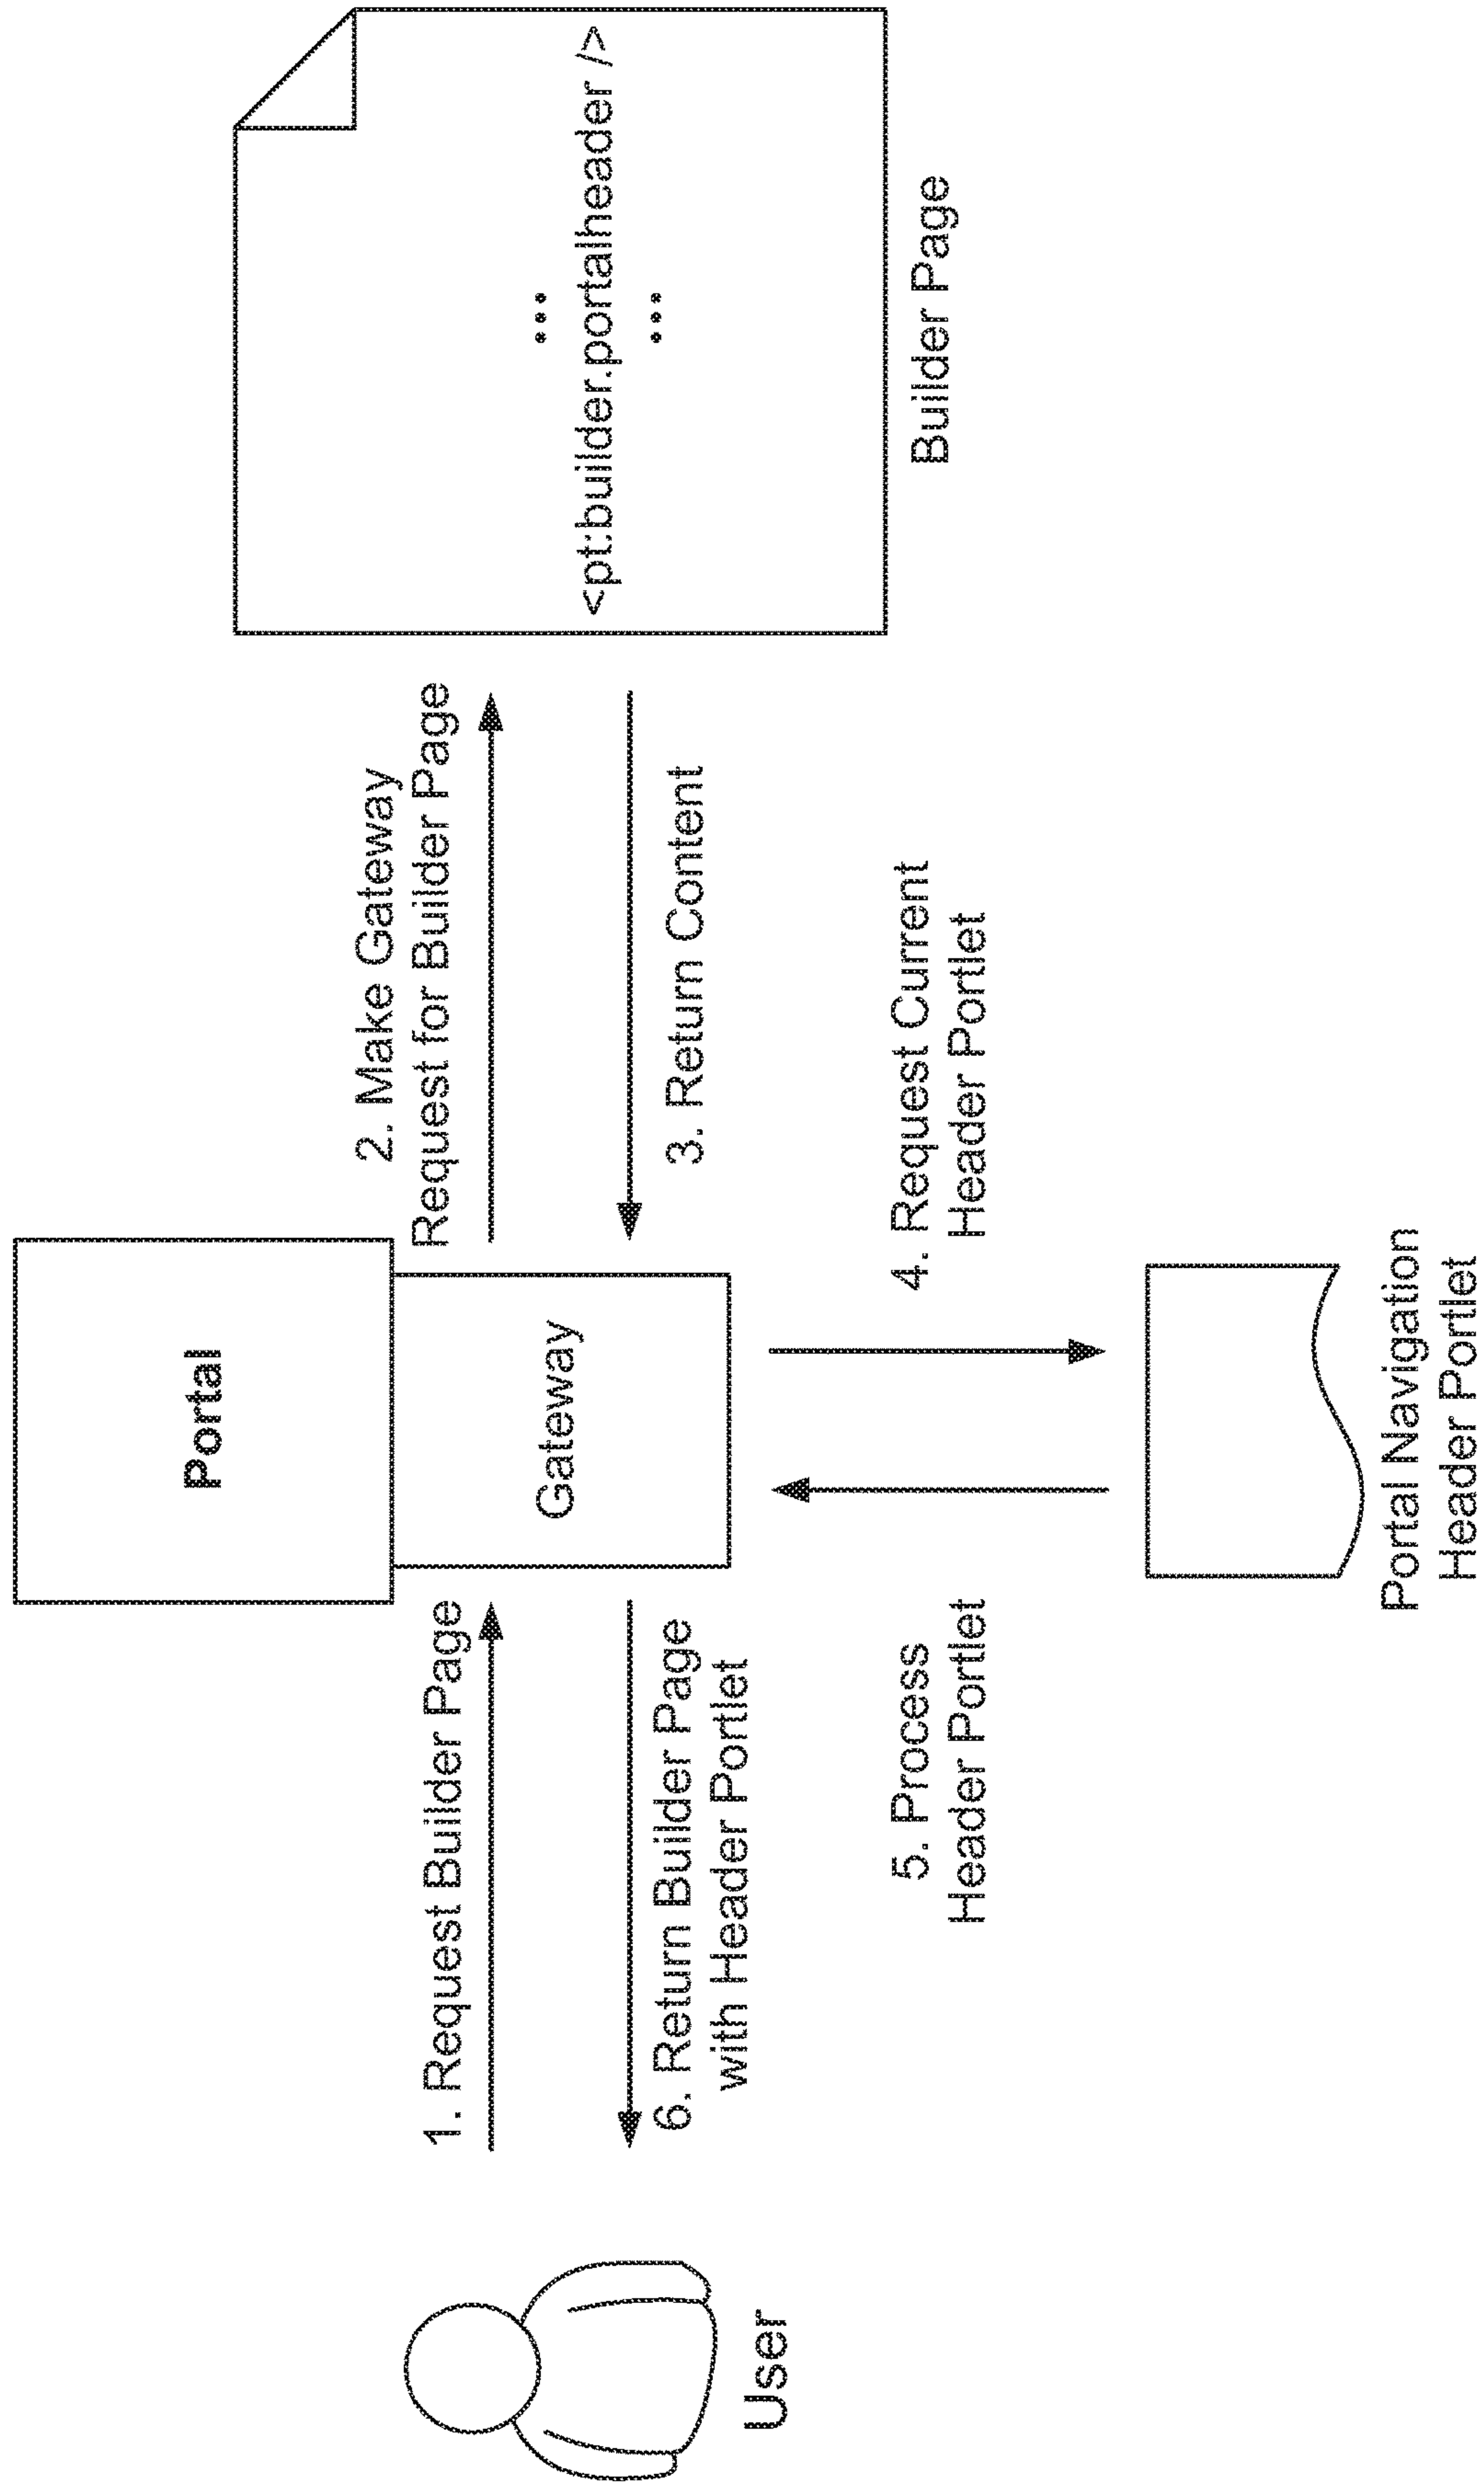 Portal
Gateway
1. Request Builder Page
2. Make Gateway
Request for Builder Page
•••
<pt:builder.portalheader />
•••
Builder Page
3. Return Content
4. Request Current
Header Portlet
5. Process
Header Portlet
6. Return Builder Page
with Header Portlet
User
Portal Navigation
Header Portlet